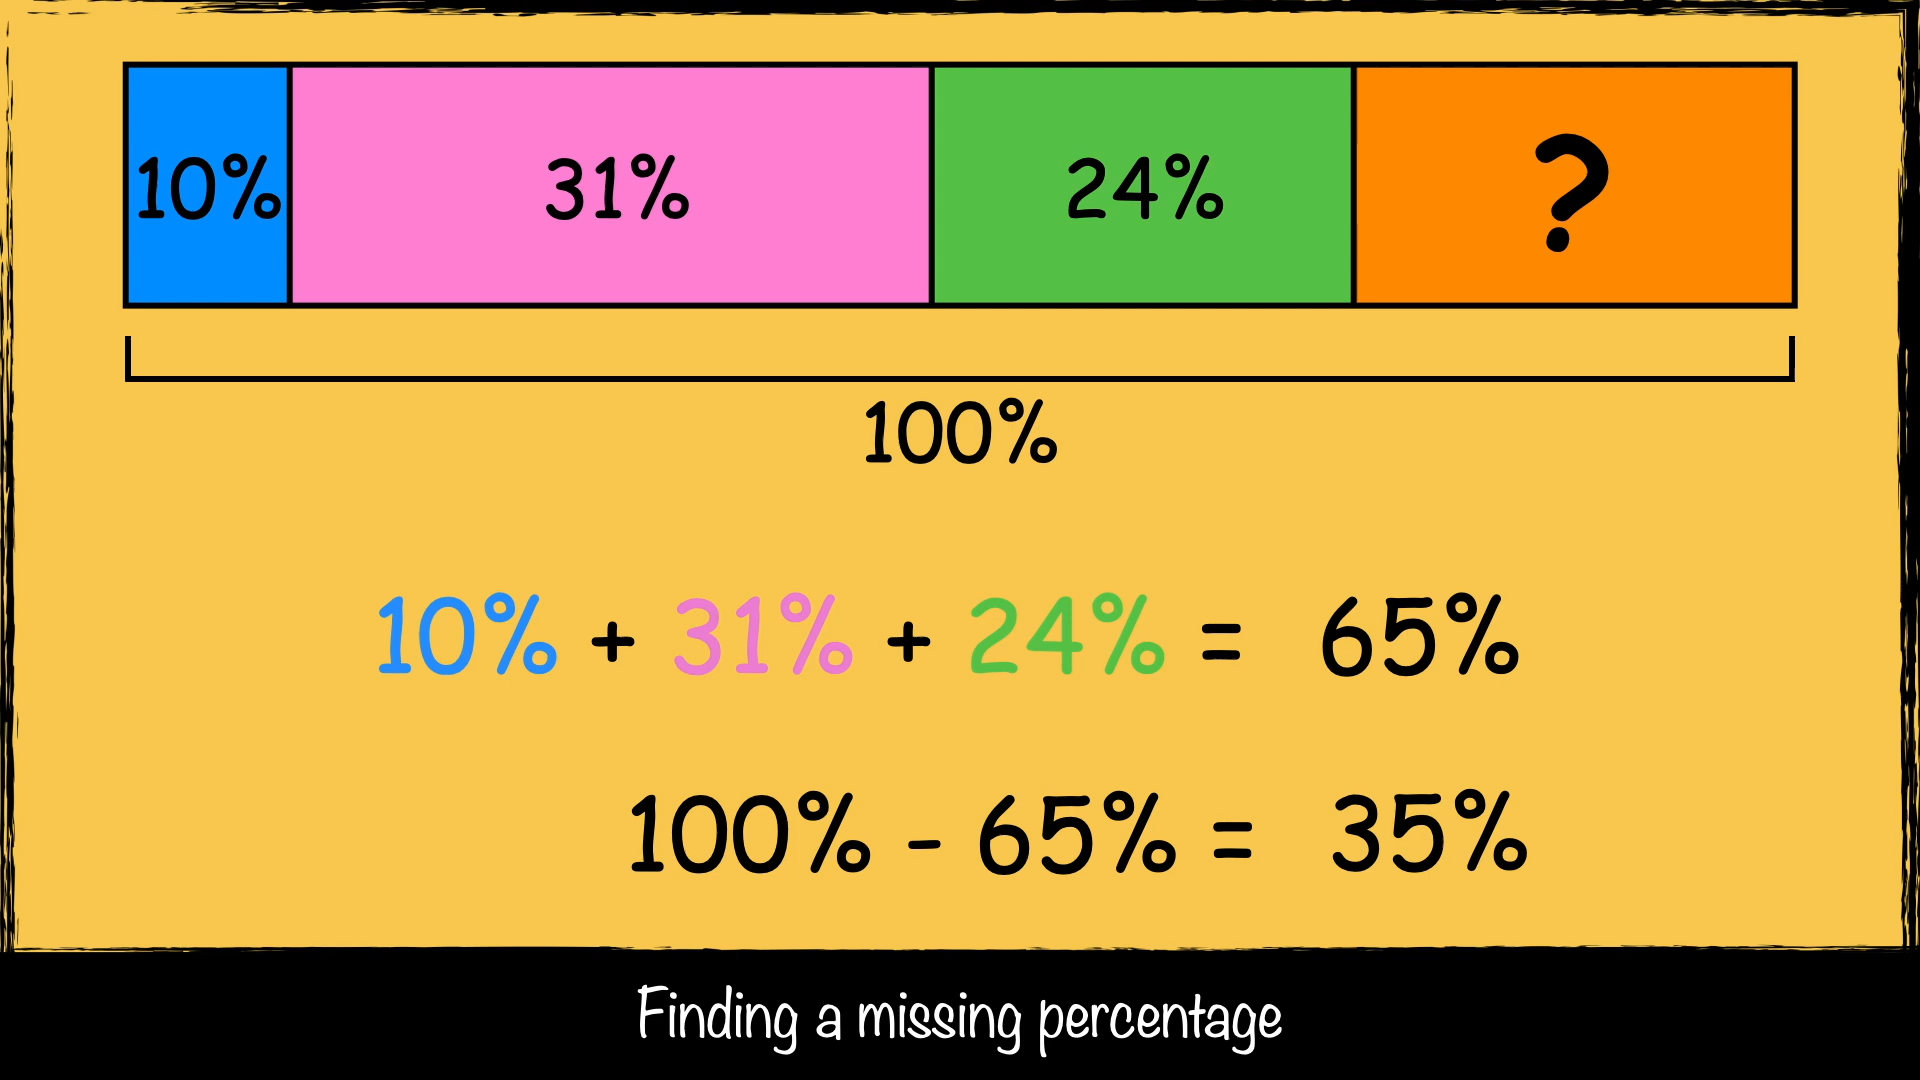 10% 31% 24% ?
100%
10% + 31% + 24% = 65%
100% - 65% = 35%
Finding a missing percentage